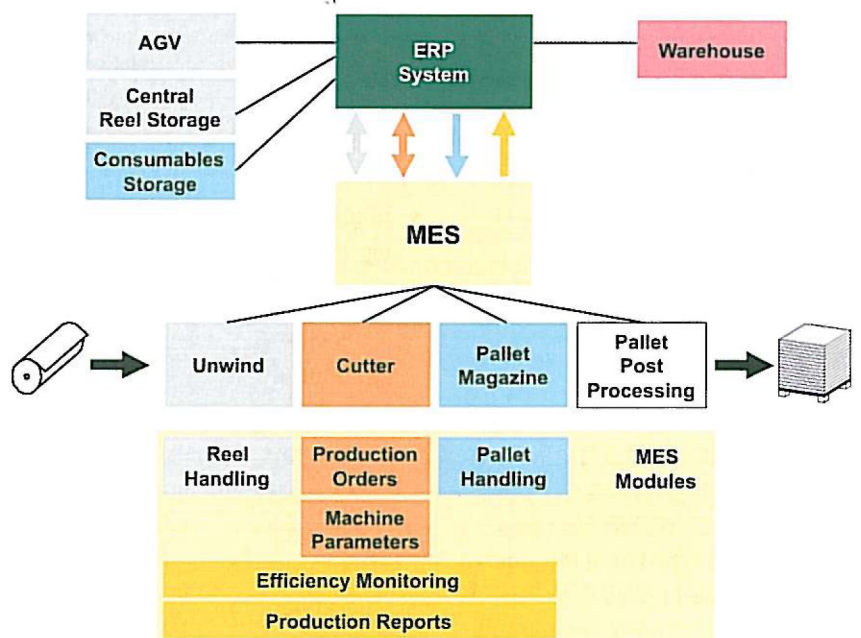 AGV
ERP
System
Warehouse
Central
Reel Storage
Consumables
Storage
MES
Unwind
Cutter
Pallet
Magazine
Pallet
Post
Processing
Reel
Handling
Production
Orders
Pallet
Handling
MES
Modules
Machine
Parameters
Efficiency Monitoring
Production Reports